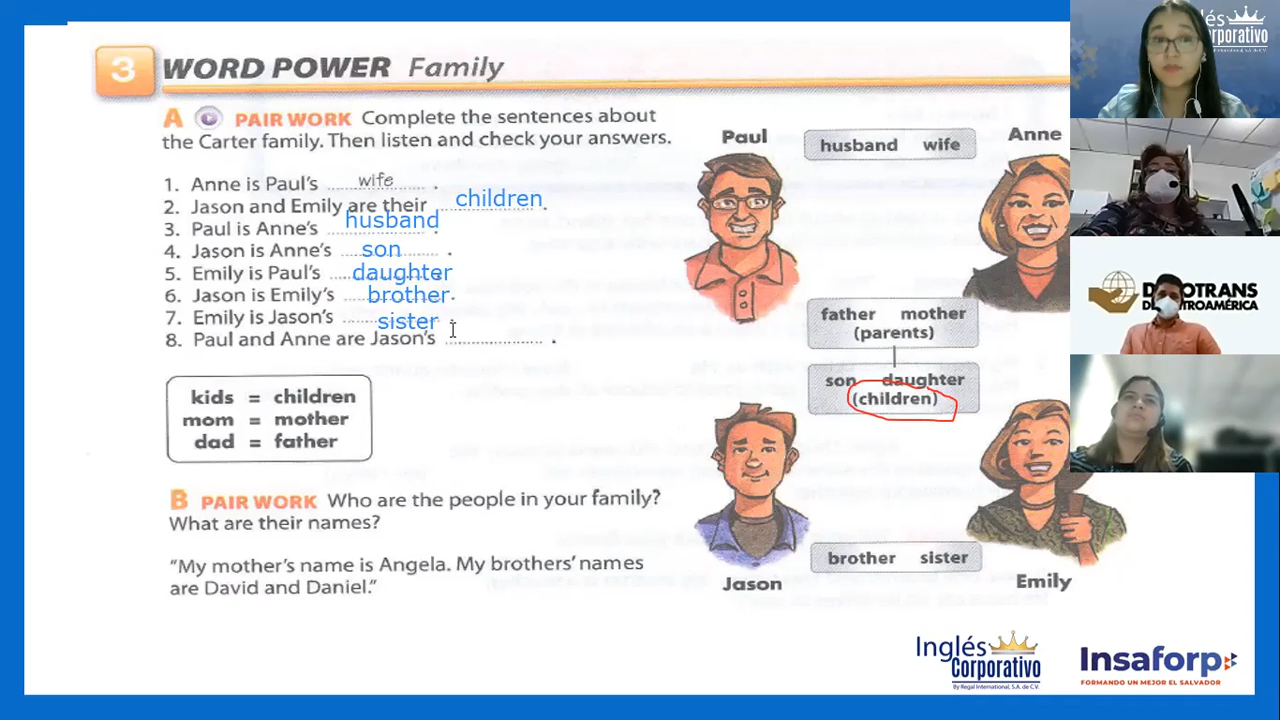 3 WORD POWER Family
A PAIR WORK Complete the sentences about
the Carter family. Then listen and check your answers.
1. Anne is Paul's wife .
2. Jason and Emily are their children .
3. Paul is Anne's husband .
4. Jason is Anne's son .
5. Emily is Paul's daughter .
6. Jason is Emily's brother .
7. Emily is Jason's sister .
8. Paul and Anne are Jason's .................... .
kids = children
mom = mother
dad = father
B PAIR WORK Who are the people in your family?
What are their names?
"My mother's name is Angela. My brothers' names
are David and Daniel."
Paul
husband wife
Anne
father mother
(parents)
son daughter
(children)
brother sister
Jason
Emily
Corporativo
Inglés
Corporativo
By Regal International, S.A. de C.V.
Insaforp
FORMANDO UN MEJOR EL SALVADOR